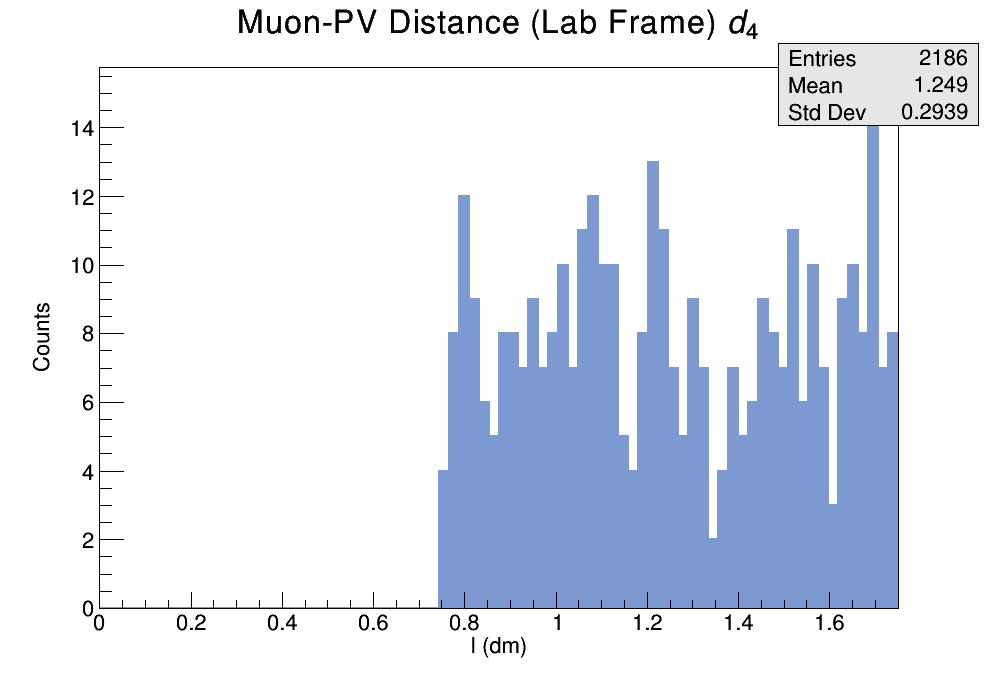 Muon-PV Distance (Lab Frame) d4
Entries 2186
Mean 1.249
Std Dev 0.2939
14
12
10
8
6
4
2
0
Counts
0 0.2 0.4 0.6 0.8 1 1.2 1.4 1.6
l (dm)